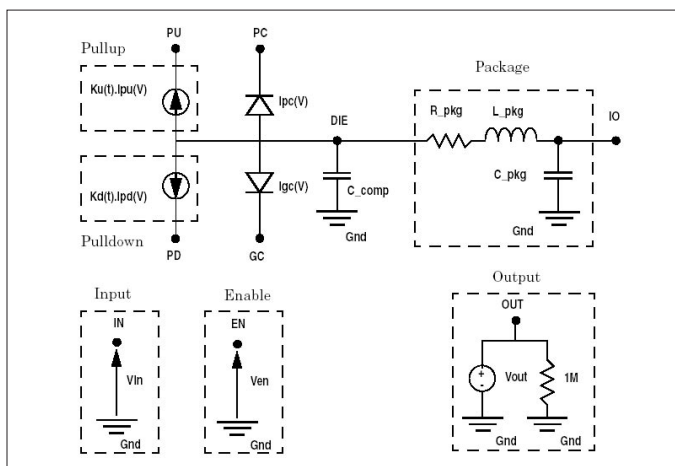 PU
PC
Pullup
Package
Ku(t).Ipu(V)
Ipc(V)
R_pkg
L_pkg
DIE
IO
Kd(t).Ipd(V)
Igc(V)
C_comp
C_pkg
Gnd
Gnd
Pulldown
PD
GC
Input
Enable
Output
IN
EN
OUT
Vin
Ven
+
-
Vout
1M
Gnd
Gnd
Gnd
Gnd